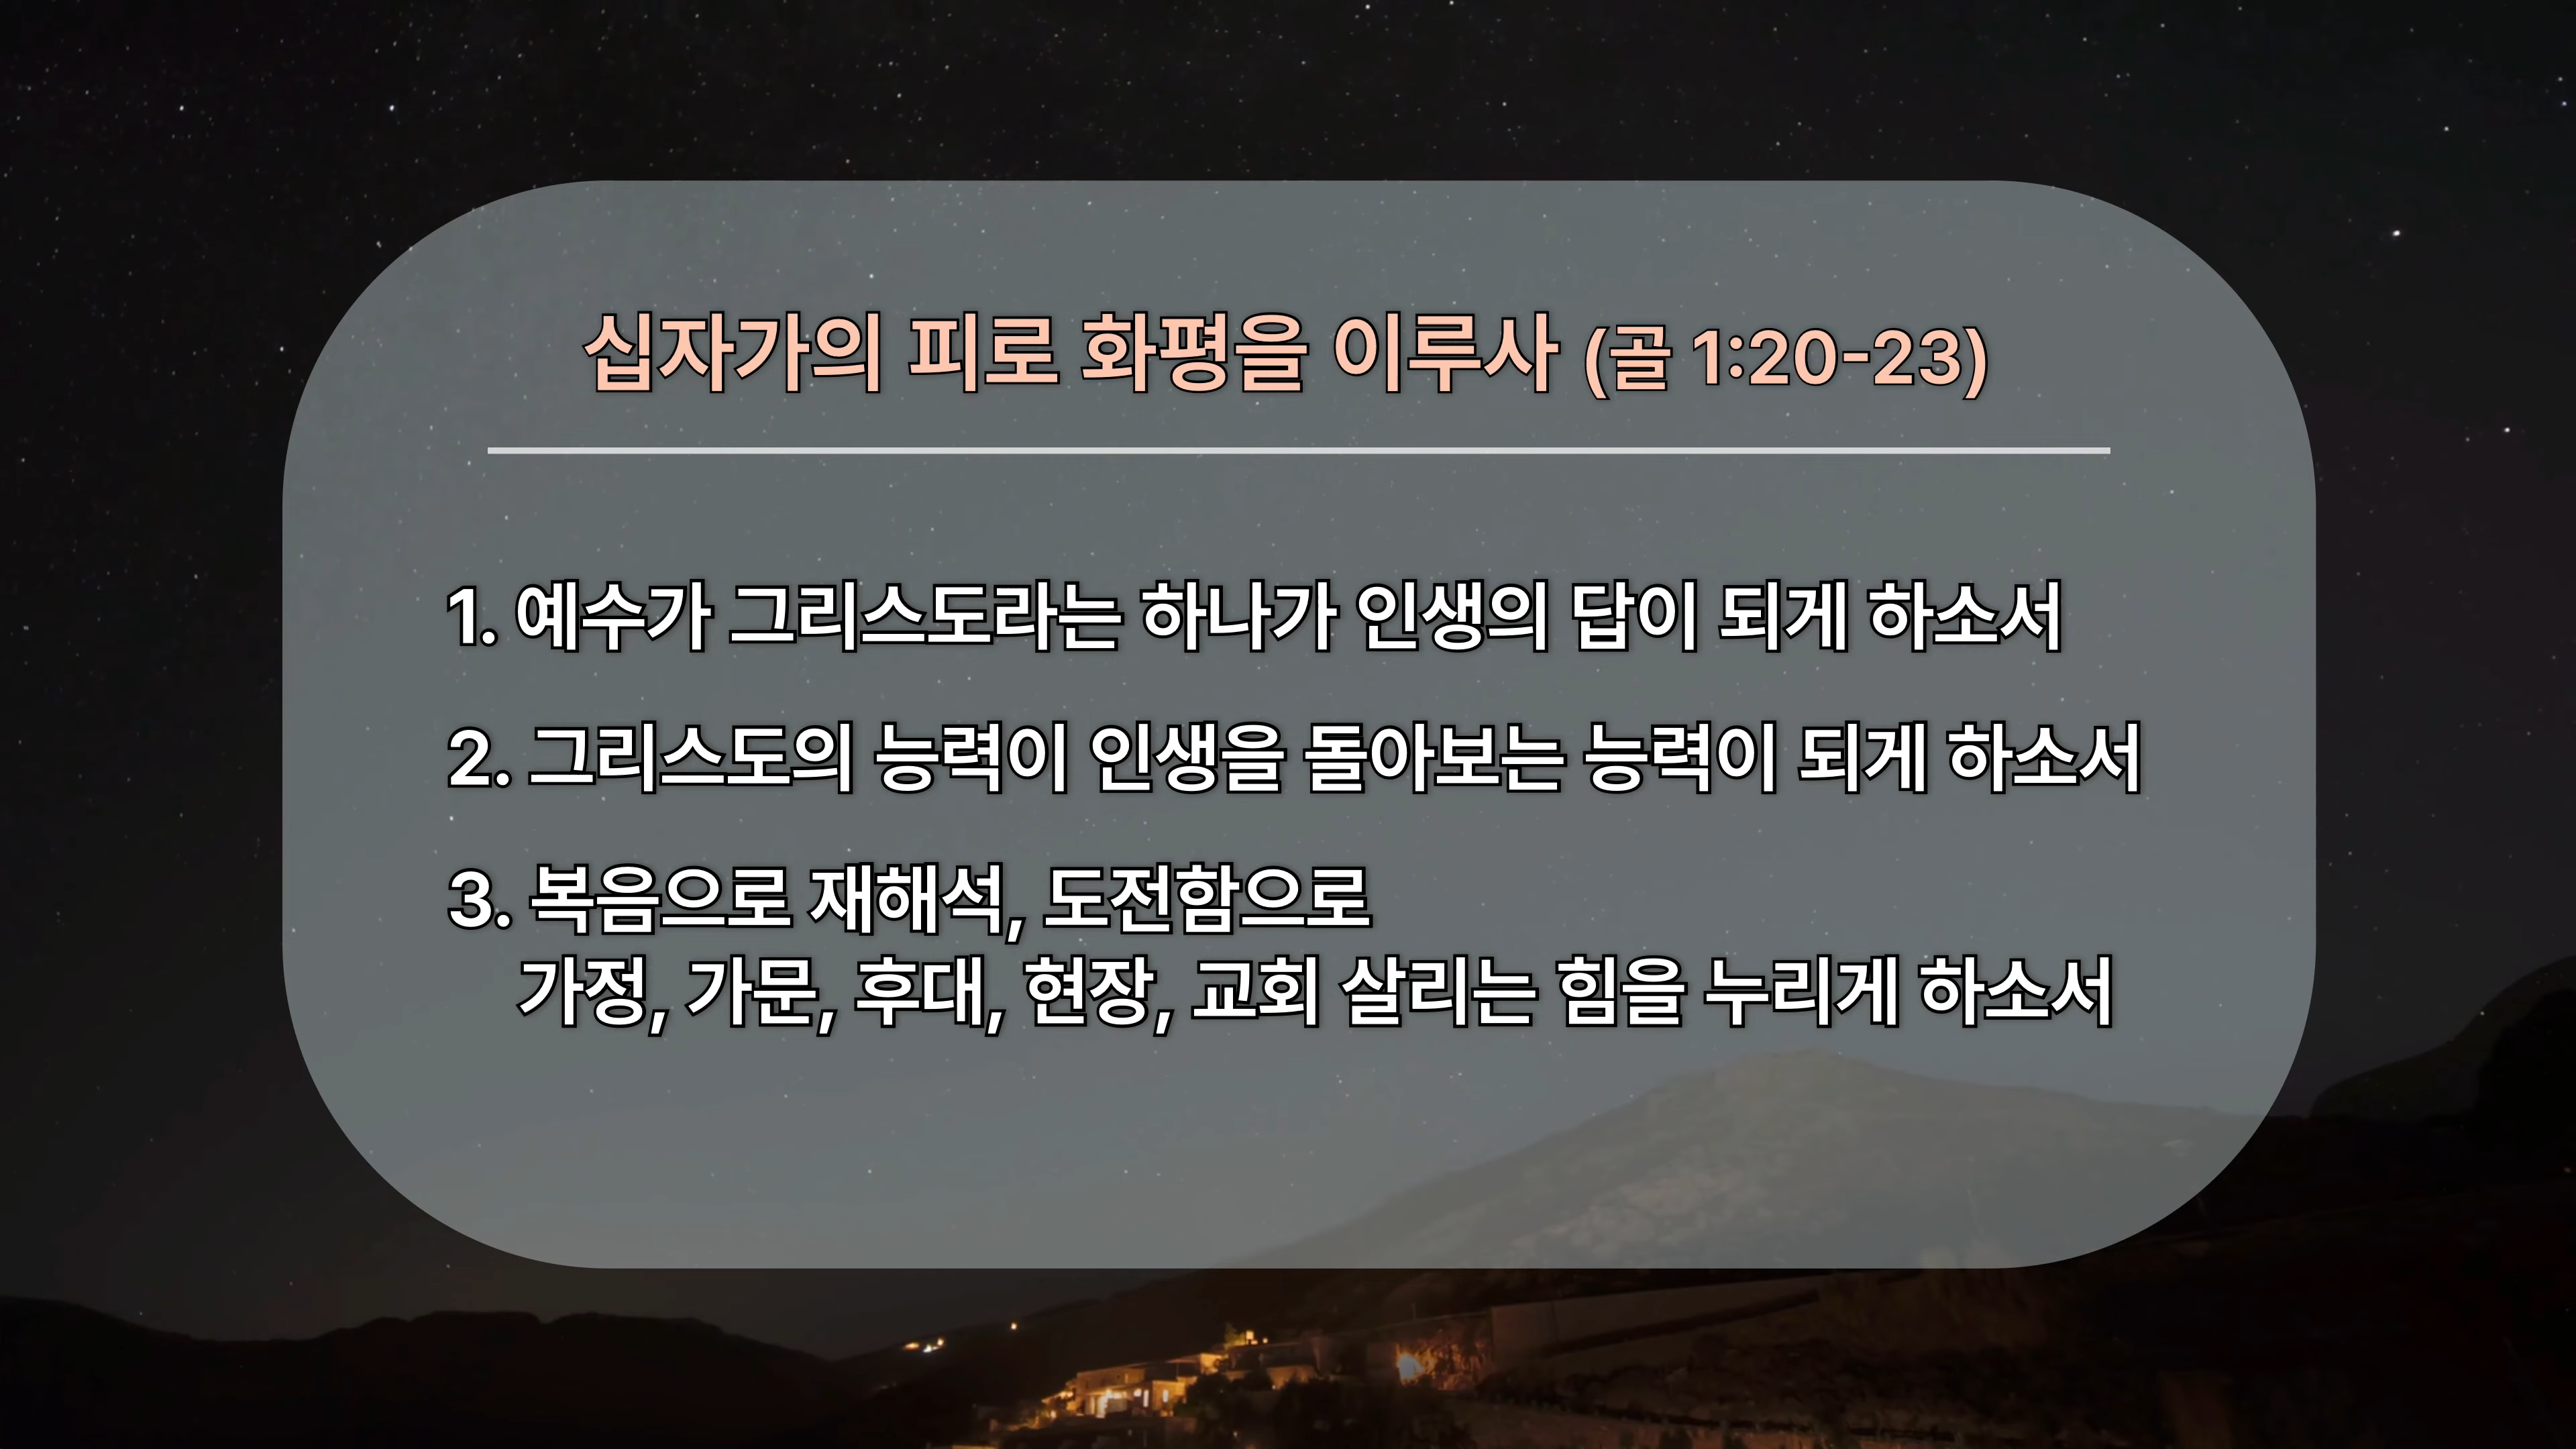 십자가의 피로 화평을 이루사 (골 1:20-23)
1. 예수가 그리스도라는 하나가 인생의 답이 되게 하소서
2. 그리스도의 능력이 인생을 돌아보는 능력이 되게 하소서
3. 복음으로 재해석, 도전함으로
가정, 가문, 후대, 현장, 교회 살리는 힘을 누리게 하소서